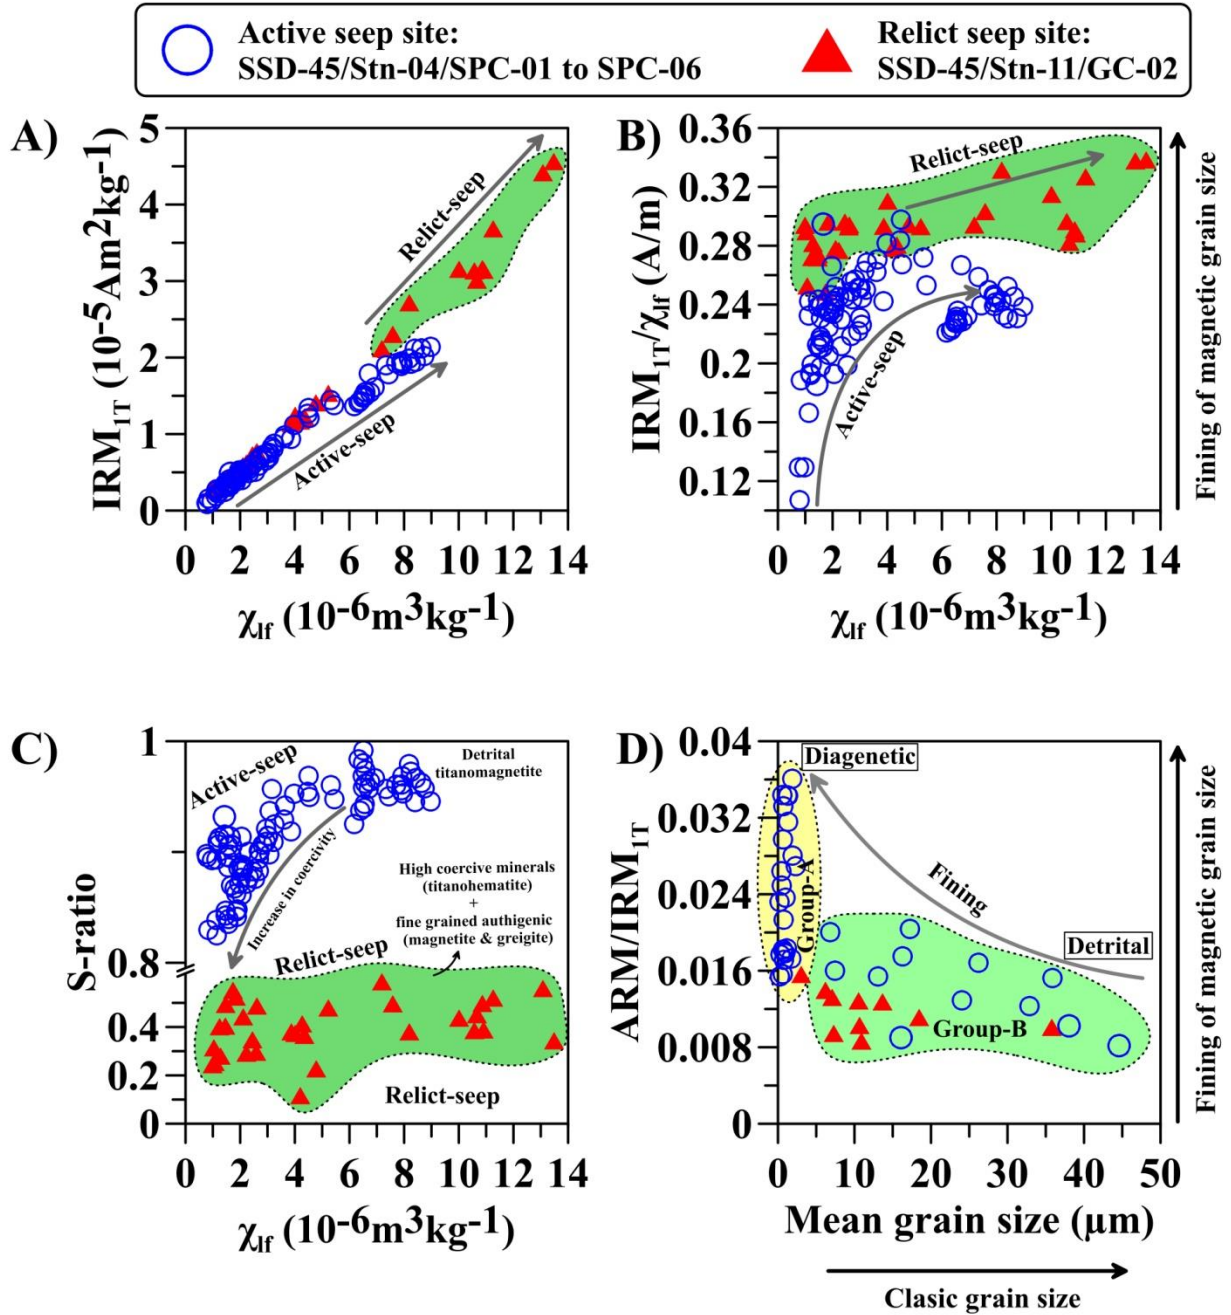 Active seep site:
SSD-45/Stn-04/SPC-01 to SPC-06
Relict seep site:
SSD-45/Stn-11/GC-02
A)
IRM1T (10-5Am2kg-1)
5
4
3
2
1
0
Relict-seep
Active-seep
0 2 4 6 8 10 12 14
χlf (10-6m3kg-1)
B)
IRM1T/χlf (A/m)
0.36
0.32
0.28
0.24
0.2
0.16
0.12
Relict-seep
Active-seep
0 2 4 6 8 10 12 14
χlf (10-6m3kg-1)
Fining of magnetic grain size
C)
S-ratio
1
0.8
0.4
0.2
0
Active-seep
Detrital
titanomagnetite
Increase in coercivity
High coercive minerals
(titanohematite)
+
fine grained authigenic
(magnetite & greigite)
Relict-seep
Relict-seep
0 2 4 6 8 10 12 14
χlf (10-6m3kg-1)
D)
ARM/IRM1T
0.04
0.032
0.024
0.016
0.008
0
Diagenetic
Group-A
Fining
Detrital
Group-B
0 10 20 30 40 50
Mean grain size (μm)
Clasic grain size
Fining of magnetic grain size